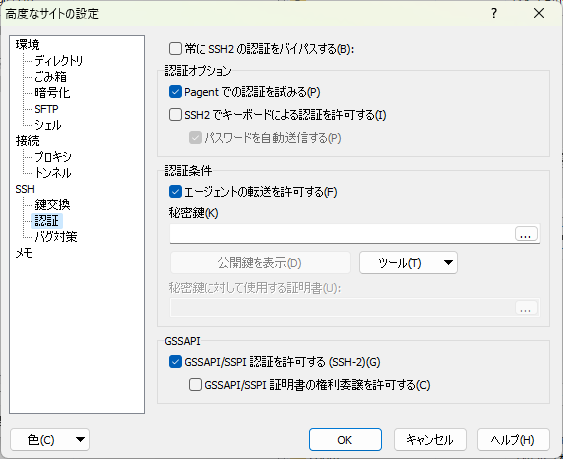 高度なサイトの設定
環境
ディレクトリ
ごみ箱
暗号化
SFTP
シェル
接続
プロキシ
トンネル
SSH
鍵交換
認証
バグ対策
メモ
常に SSH2 の認証をバイパスする(B):
認証オプション
Pagent での認証を試みる(P)
SSH2 でキーボードによる認証を許可する(I)
パスワードを自動送信する(P)
認証条件
エージェントの転送を許可する(F)
秘密鍵(K)
...
公開鍵を表示(D)
ツール(T)
秘密鍵に対して使用する証明書(U):
...
GSSAPI
GSSAPI/SSPI 認証を許可する (SSH-2)(G)
GSSAPI/SSPI 証明書の権利委譲を許可する(C)
色(C)
OK
キャンセル
ヘルプ(H)